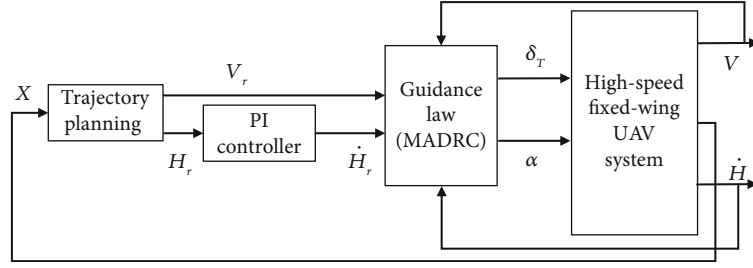 X
Trajectory
planning
V_r
H_r
PI
controller
Ḣ_r
Guidance
law
(MADRC)
δ_T
α
High-speed
fixed-wing
UAV
system
V
Ḣ